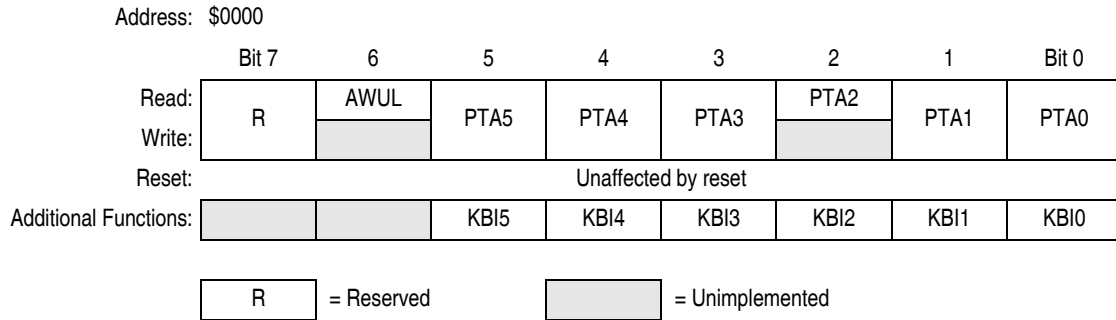 Address: $0000
Bit 7 6 5 4 3 2 1 Bit 0
Read: R AWUL PTA5 PTA4 PTA3 PTA2 PTA1 PTA0
Write:
Reset: Unaffected by reset
Additional Functions: KBI5 KBI4 KBI3 KBI2 KBI1 KBI0
R = Reserved = Unimplemented